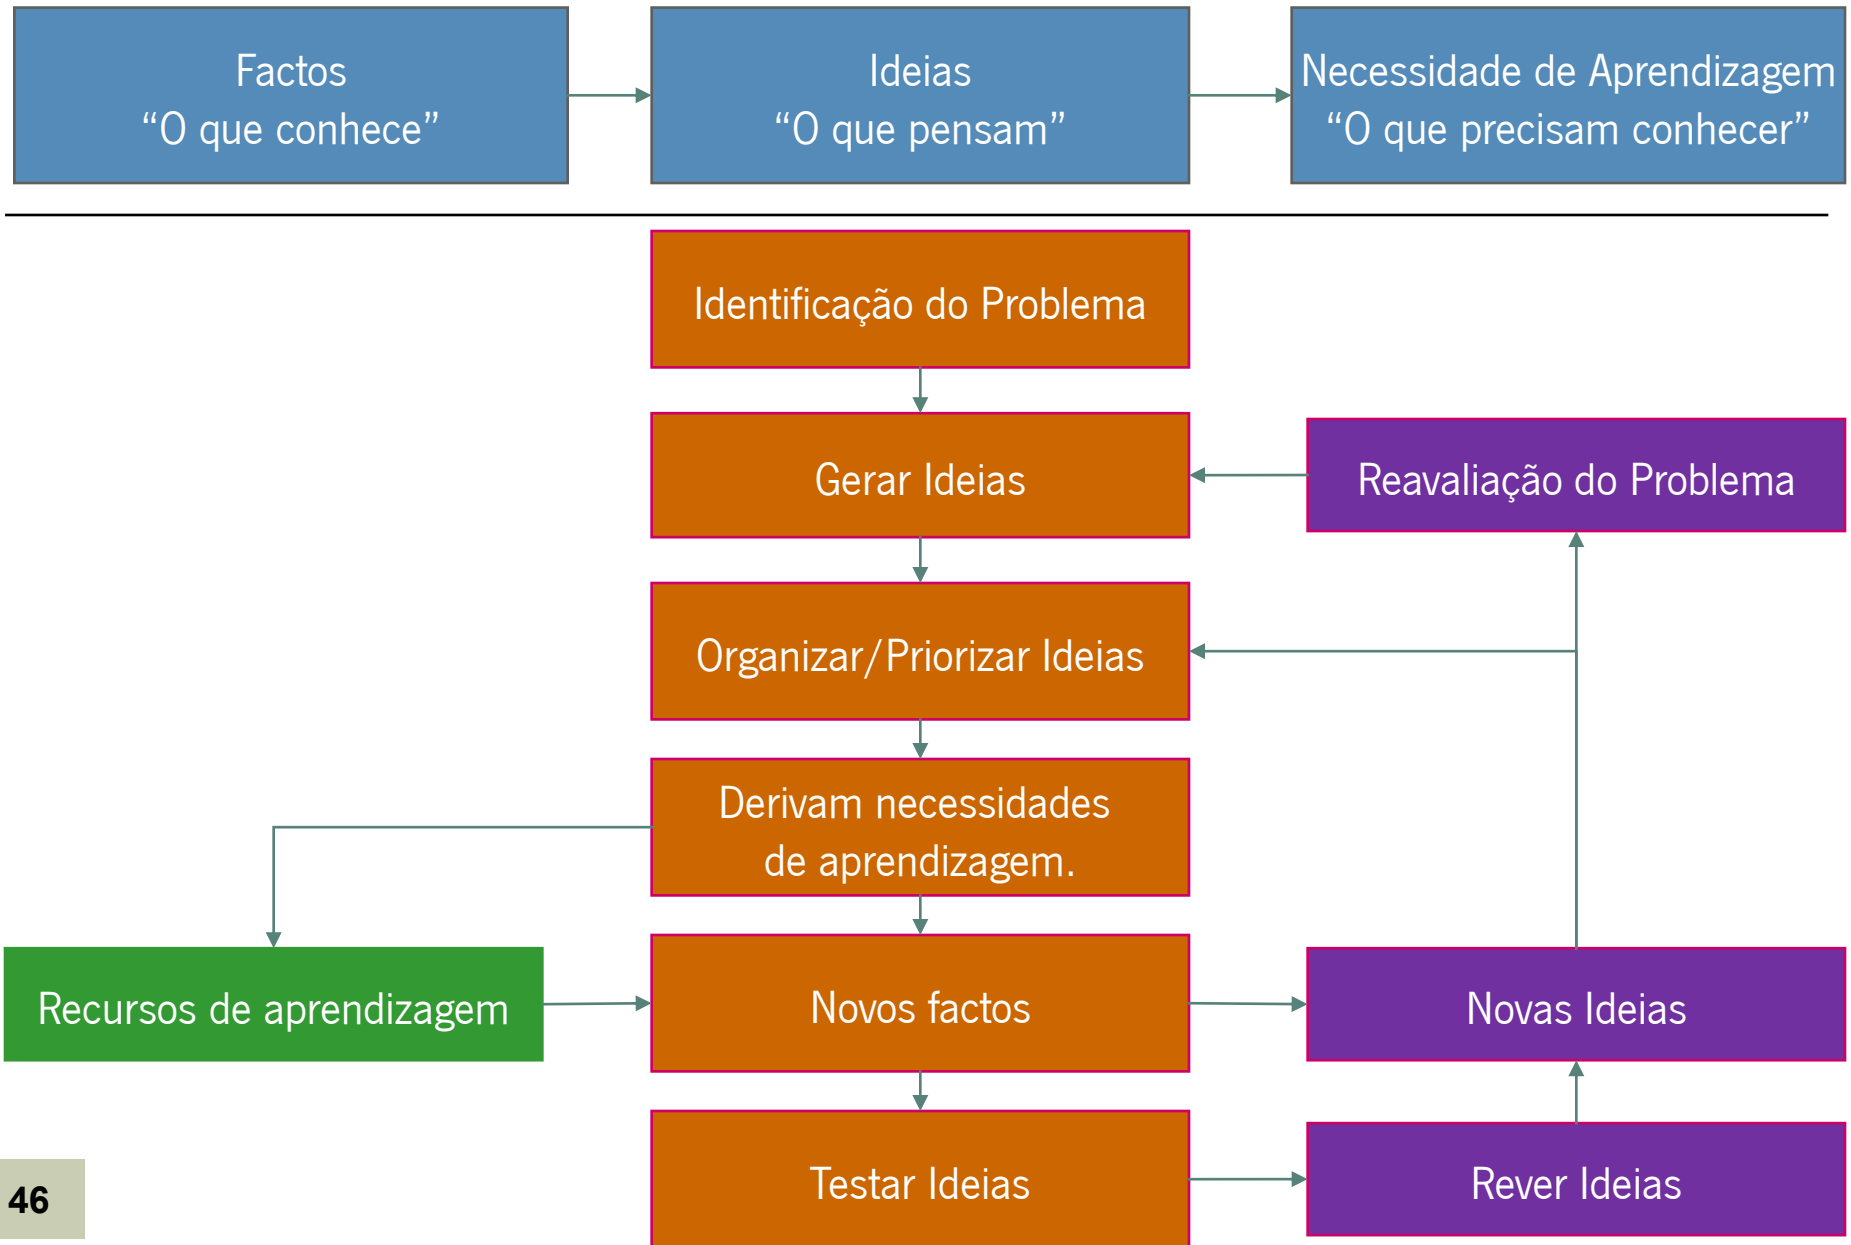 Factos
“O que conhece”
Ideias
“O que pensam”
Necessidade de Aprendizagem
“O que precisam conhecer”
Identificação do Problema
Gerar Ideias
Reavaliação do Problema
Organizar/Priorizar Ideias
Derivam necessidades
de aprendizagem.
Recursos de aprendizagem
Novos factos
Novas Ideias
Testar Ideias
Rever Ideias
46